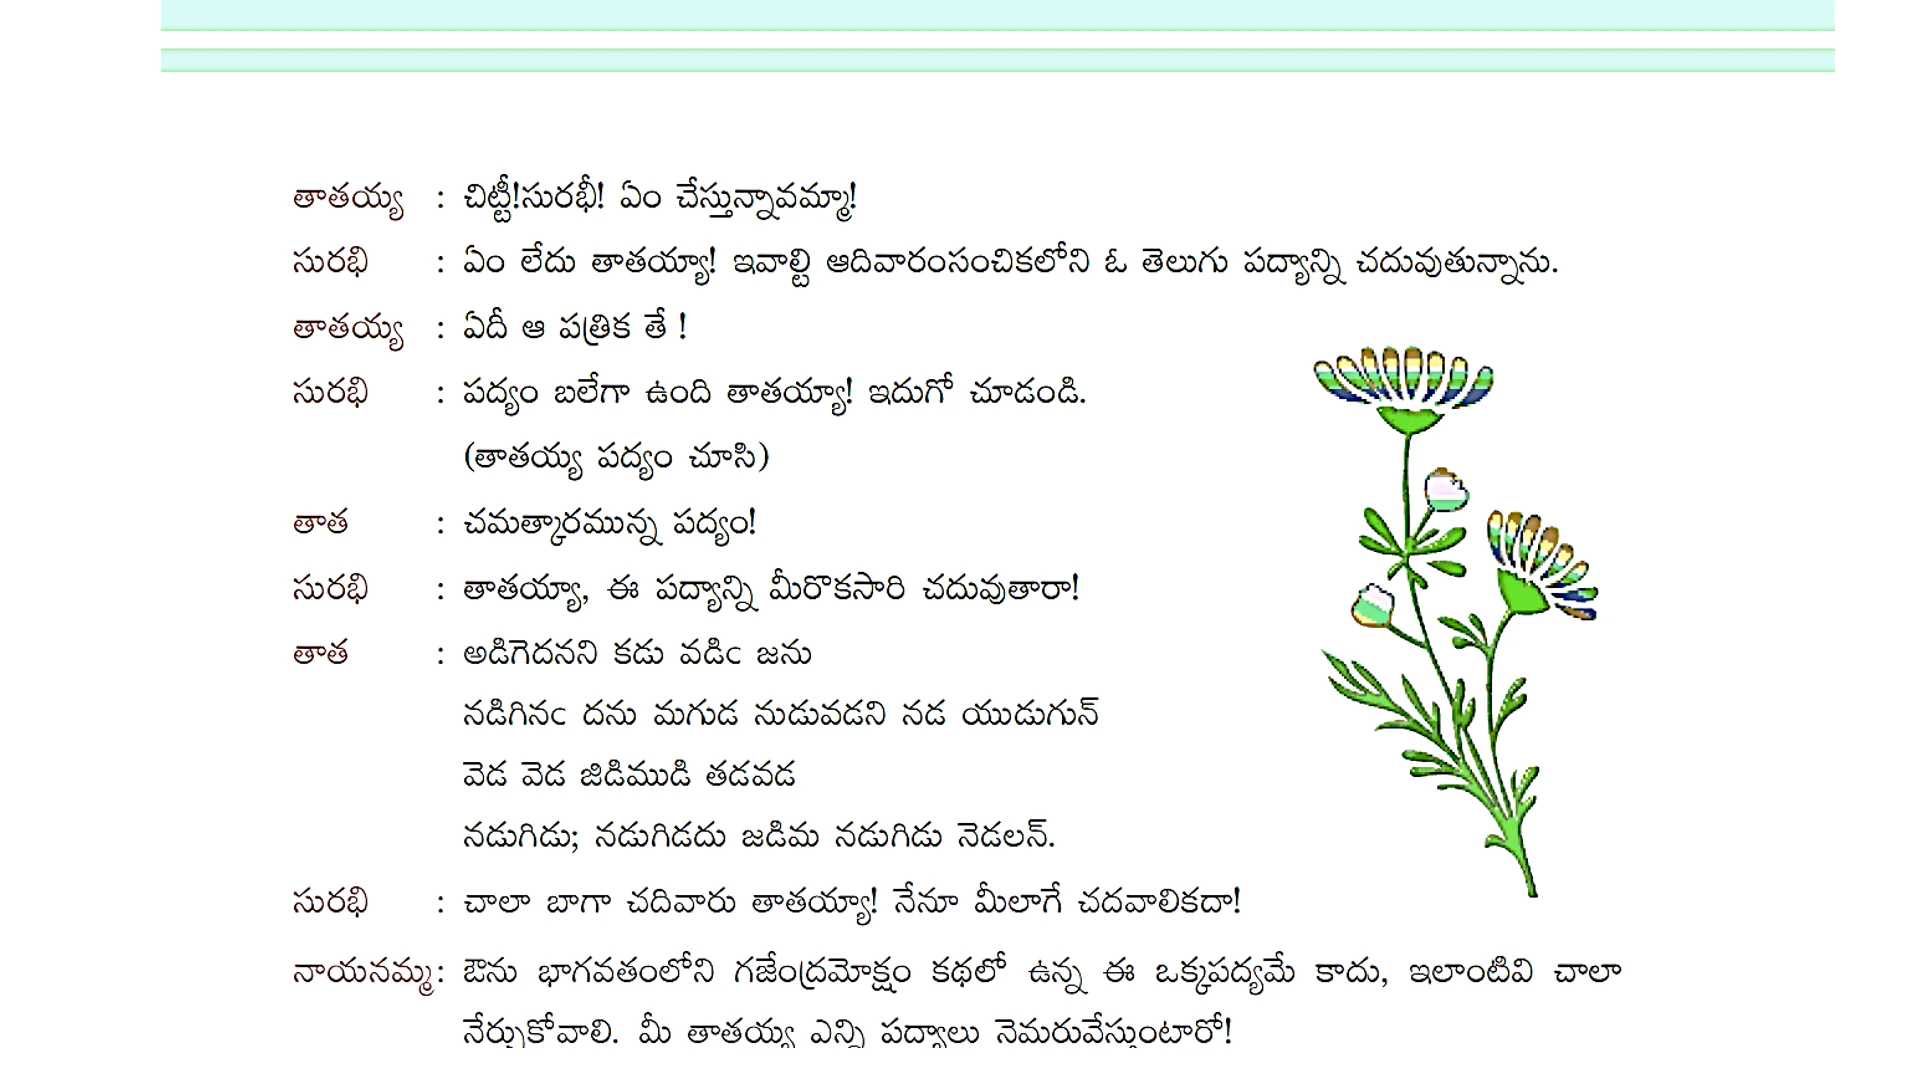 తాతయ్య : చిట్టీ!సురభీ! ఏం చేస్తున్నావమ్మా!
సురభి : ఏం లేదు తాతయ్యా! ఇవాల్టి ఆదివారంసంచికలోని ఓ తెలుగు పద్యాన్ని చదువుతున్నాను.
తాతయ్య : ఏదీ ఆ పత్రిక తే !
సురభి : పద్యం బలేగా ఉంది తాతయ్యా! ఇదుగో చూడండి.
(తాతయ్య పద్యం చూసి)
తాత : చమత్కారమున్న పద్యం!
సురభి : తాతయ్యా, ఈ పద్యాన్ని మీరొకసారి చదువుతారా!
తాత : అడిగెదనని కడు వడిఁ జను
నడిగినఁ దను మగుడ నుడువడని నడ యుడుగున్
వెడ వెడ జిడిముడి తడవడ
నడుగిడు; నడుగిడదు జడిమ నడుగిడు నెడలన్.
సురభి : చాలా బాగా చదివారు తాతయ్యా! నేనూ మీలాగే చదవాలికదా!
నాయనమ్మ : ఔను భాగవతంలోని గజేంద్రమోక్షం కథలో ఉన్న ఈ ఒక్కపద్యమే కాదు, ఇలాంటివి చాలా
నేర్చుకోవాలి. మీ తాతయ్య ఎన్ని పద్యాలు నెమరువేస్తుంటారో!